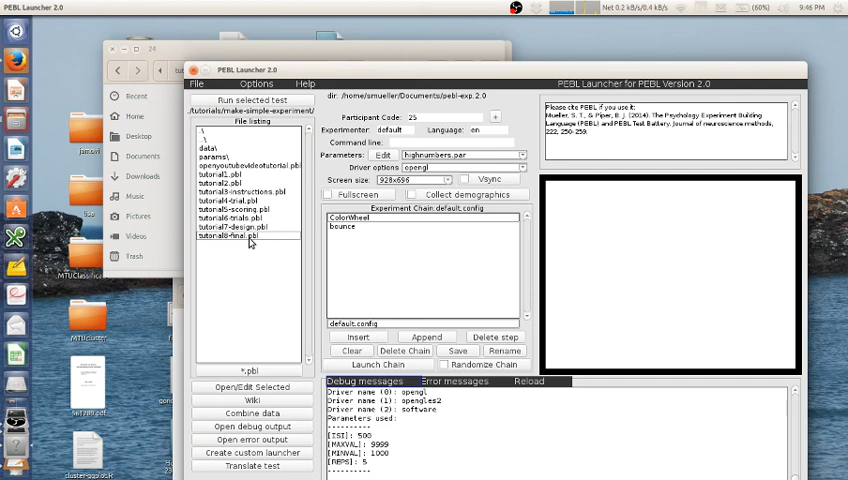 PEBL Launcher 2.0
Net 0.2 kB/s/0.4 kB/s
(60%)
9:46 PM
24
Recent
Home
Desktop
Documents
Downloads
Music
Pictures
Videos
Trash
jamovi
MTUcluster
cluster-ggplot.R
PEBL Launcher 2.0
File
Options
Help
PEBL Launcher for PEBL Version 2.0
Run selected test
./tutorials/make-simple-experiment/
File listing
.\
..\
data\
params\
openyoutubevideotutorial.pbl
tutorial1.pbl
tutorial2.pbl
tutorial3-instructions.pbl
tutorial4-trial.pbl
tutorial5-scoring.pbl
tutorial6-trials.pbl
tutorial7-design.pbl
tutorial8-final.pbl
*.pbl
Open/Edit Selected
Wiki
Combine data
Open debug output
Open error output
Create custom launcher
Translate test
dir: /home/smueller/Documents/pebl-exp.2.0
Participant Code: 25 +
Experimenter: default Language: en
Command line:
Parameters: Edit highnumbers.par
Driver options opengl
Screen size: 928x696 Vsync
Fullscreen Collect demographics
Experiment Chain:default.config
ColorWheel
bounce
default.config
Insert Append Delete step
Clear Delete Chain Save Rename
Launch Chain Randomize Chain
Please cite PEBL if you use it:
Mueller, S. T., & Piper, B. J. (2014). The Psychology Experiment Building
Language (PEBL) and PEBL Test Battery. Journal of neuroscience methods,
222, 250-259.
Debug messages Error messages Reload
Driver name (0): opengl
Driver name (1): opengles2
Driver name (2): software
Parameters used:
----------
[ISI]: 500
[MAXVAL]: 9999
[MINVAL]: 1000
[REPS]: 5
----------